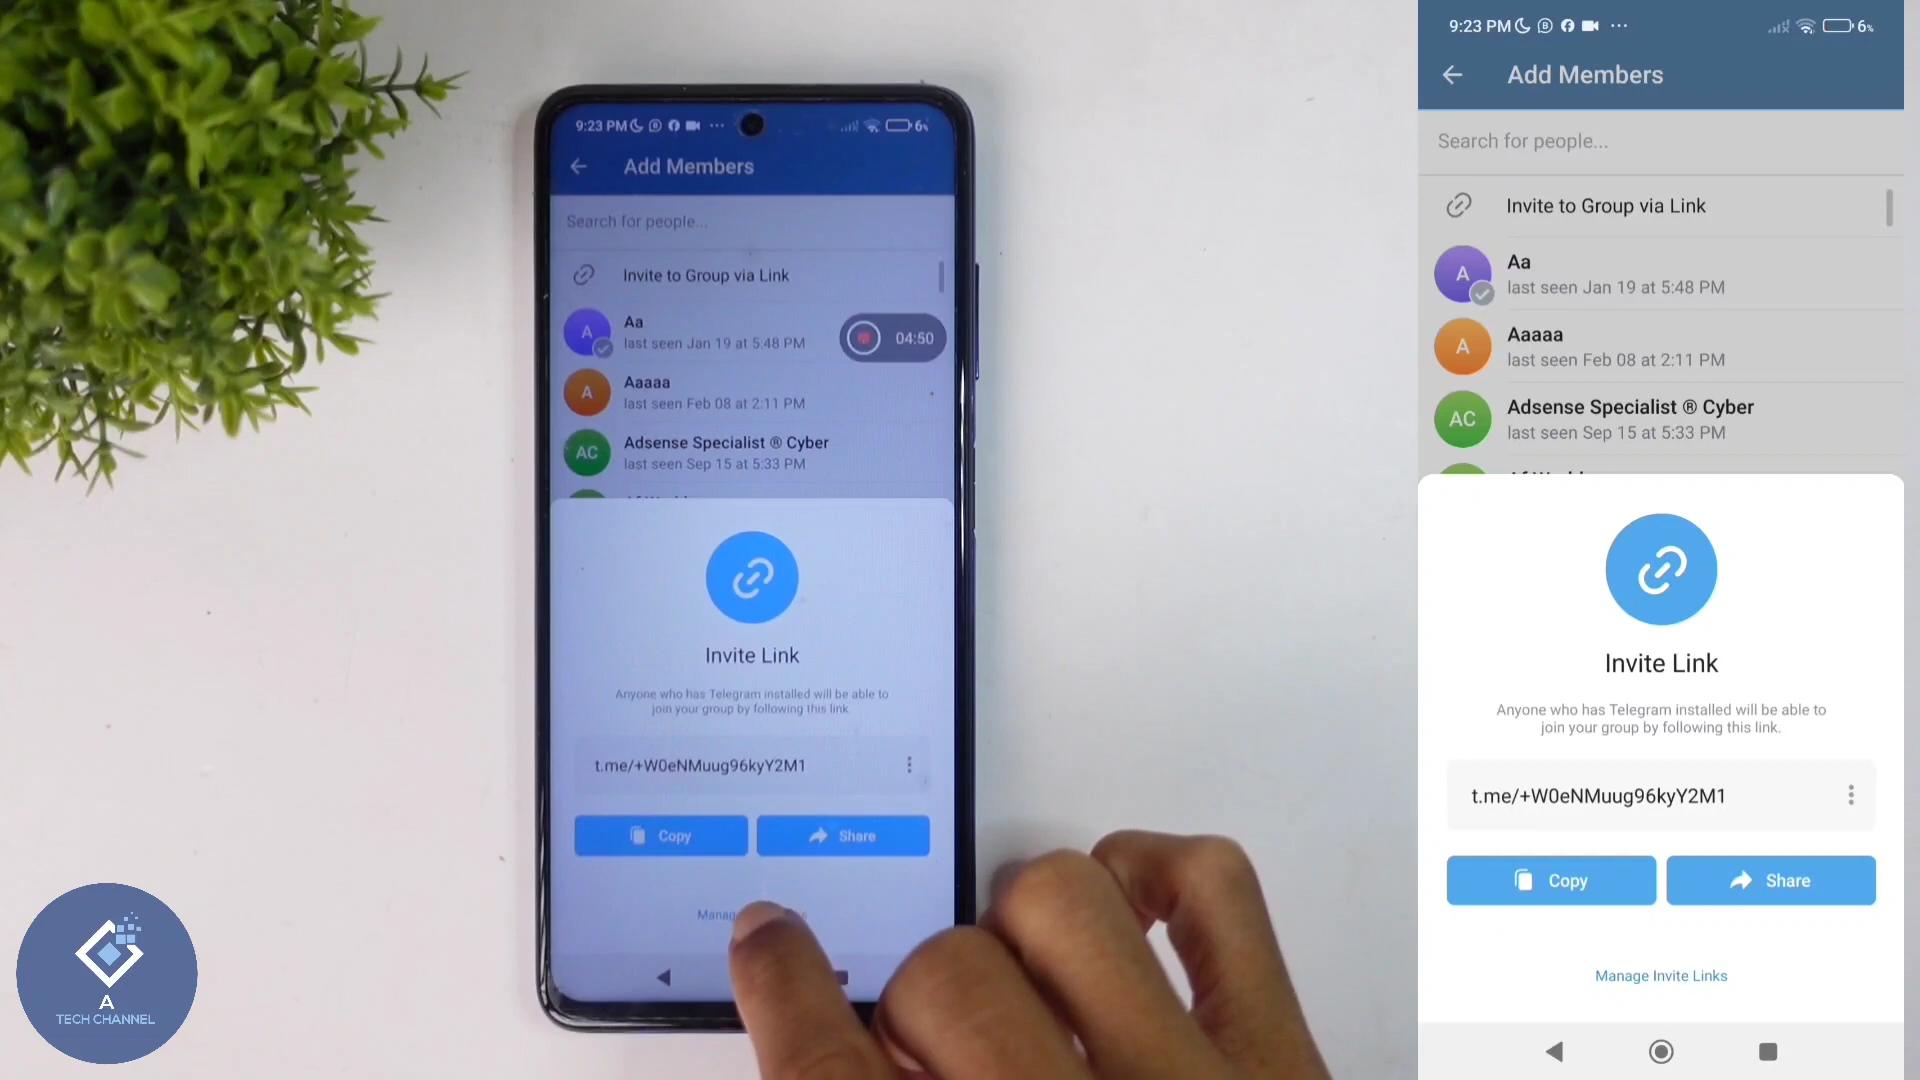 9:23 PM
6%
Add Members
Search for people...
Invite to Group via Link
A
Aa
last seen Jan 19 at 5:48 PM
04:50
A
Aaaaa
last seen Feb 08 at 2:11 PM
AC
Adsense Specialist ® Cyber
last seen Sep 15 at 5:33 PM
Invite Link
Anyone who has Telegram installed will be able to
join your group by following this link.
t.me/+W0eNMuug96kyY2M1
Copy
Share
9:23 PM
6%
Add Members
Search for people...
Invite to Group via Link
A
Aa
last seen Jan 19 at 5:48 PM
A
Aaaaa
last seen Feb 08 at 2:11 PM
AC
Adsense Specialist ® Cyber
last seen Sep 15 at 5:33 PM
Invite Link
Anyone who has Telegram installed will be able to
join your group by following this link.
t.me/+W0eNMuug96kyY2M1
Copy
Share
Manage Invite Links
A
TECH CHANNEL